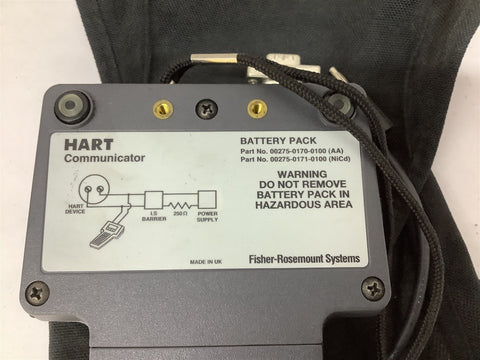 HART
Communicator
BATTERY PACK
Part No. 00275-0170-0100 (AA)
Part No. 00275-0171-0100 (NiCd)
WARNING
DO NOT REMOVE
BATTERY PACK IN
HAZARDOUS AREA
HART
DEVICE
I.S
BARRIER
250Ω
POWER
SUPPLY
MADE IN UK
Fisher-Rosemount Systems